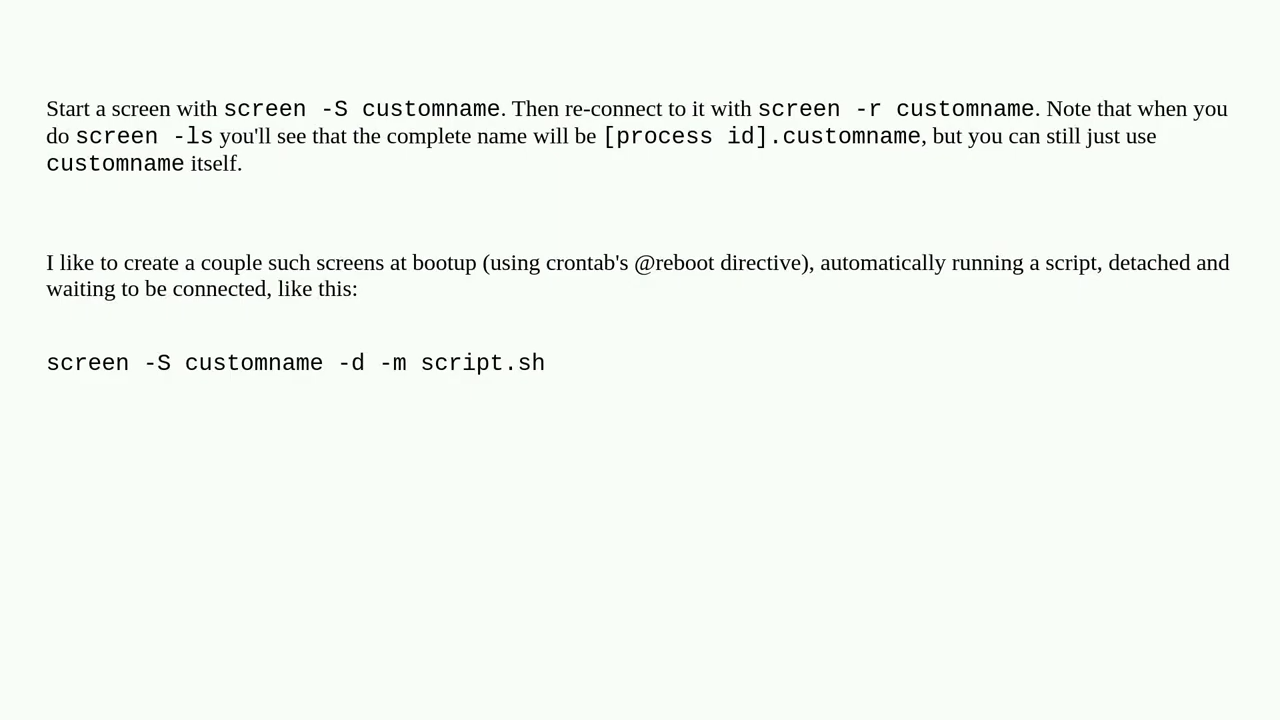 Start a screen with screen -S customname. Then re-connect to it with screen -r customname. Note that when you
do screen -ls you'll see that the complete name will be [process id].customname, but you can still just use
customname itself.
I like to create a couple such screens at bootup (using crontab's @reboot directive), automatically running a script, detached and
waiting to be connected, like this:
screen -S customname -d -m script.sh